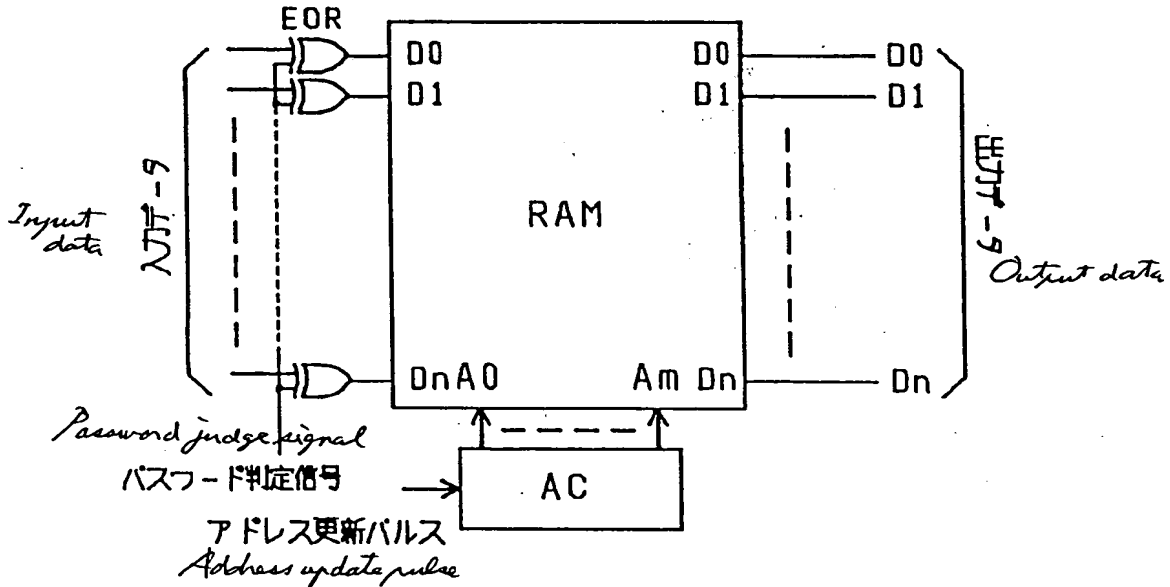 EOR
D0
D0
D0
D1
D1
D1
入力データ
Input
data
RAM
出力データ
Output data
Dn
A0
Am
Dn
Dn
Password judge signal
パスワード判定信号
AC
アドレス更新パルス
Address update pulse